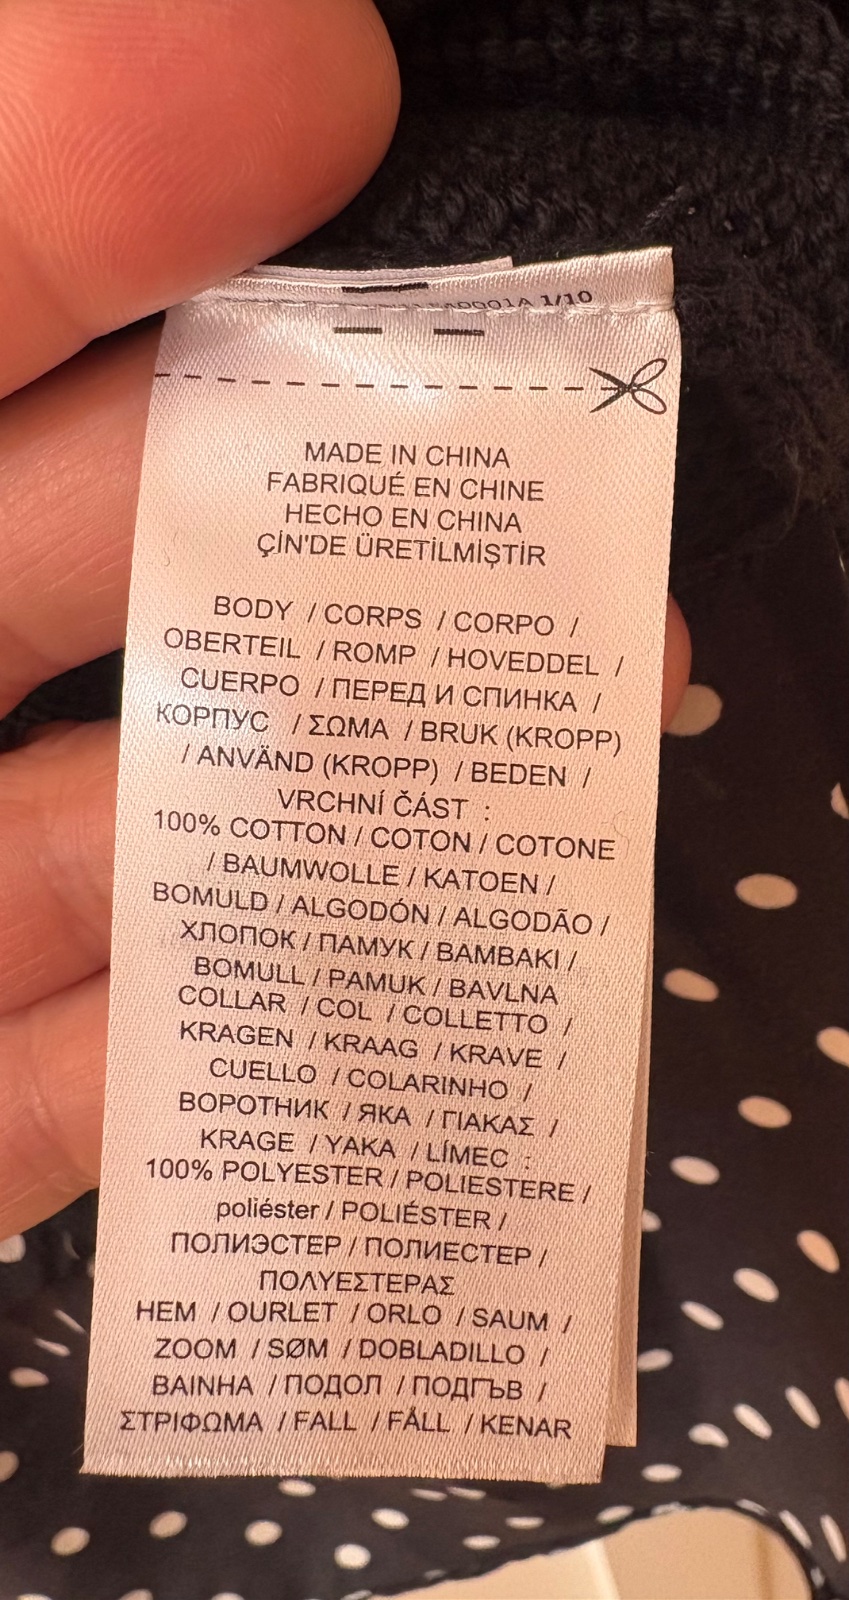 1/10
MADE IN CHINA
FABRIQUÉ EN CHINE
HECHO EN CHINA
ÇİN'DE ÜRETİLMİŞTİR
BODY / CORPS / CORPO /
OBERTEIL / ROMP / HOVEDDEL /
CUERPO / ПЕРЕД И СПИНКА /
КОРПУС / ΣΩΜΑ / BRUK (KROPP)
/ ANVÄND (KROPP) / BEDEN /
VRCHNÍ ČÁST :
100% COTTON / COTON / COTONE
/ BAUMWOLLE / KATOEN /
BOMULD / ALGODÓN / ALGODÃO /
ХЛОПОК / ПАМУК / BAMBAKI /
BOMULL / PAMUK / BAVLNA
COLLAR / COL / COLLETTO /
KRAGEN / KRAAG / KRAVE /
CUELLO / COLARINHO /
ВОРОТНИК / ЯКА / ΓΙΑΚΑΣ /
KRAGE / YAKA / LÍMEC :
100% POLYESTER / POLIESTERE /
poliéster / POLIÉSTER /
ПОЛИЭСТЕР / ПОЛИЕСТЕР /
ΠΟΛΥΕΣΤΕΡΑΣ
HEM / OURLET / ORLO / SAUM /
ZOOM / SØM / DOBLADILLO /
BAINHA / ПОДОЛ / ПОДГЪВ /
ΣΤΡΙΦΩΜΑ / FALL / FÅLL / KENAR